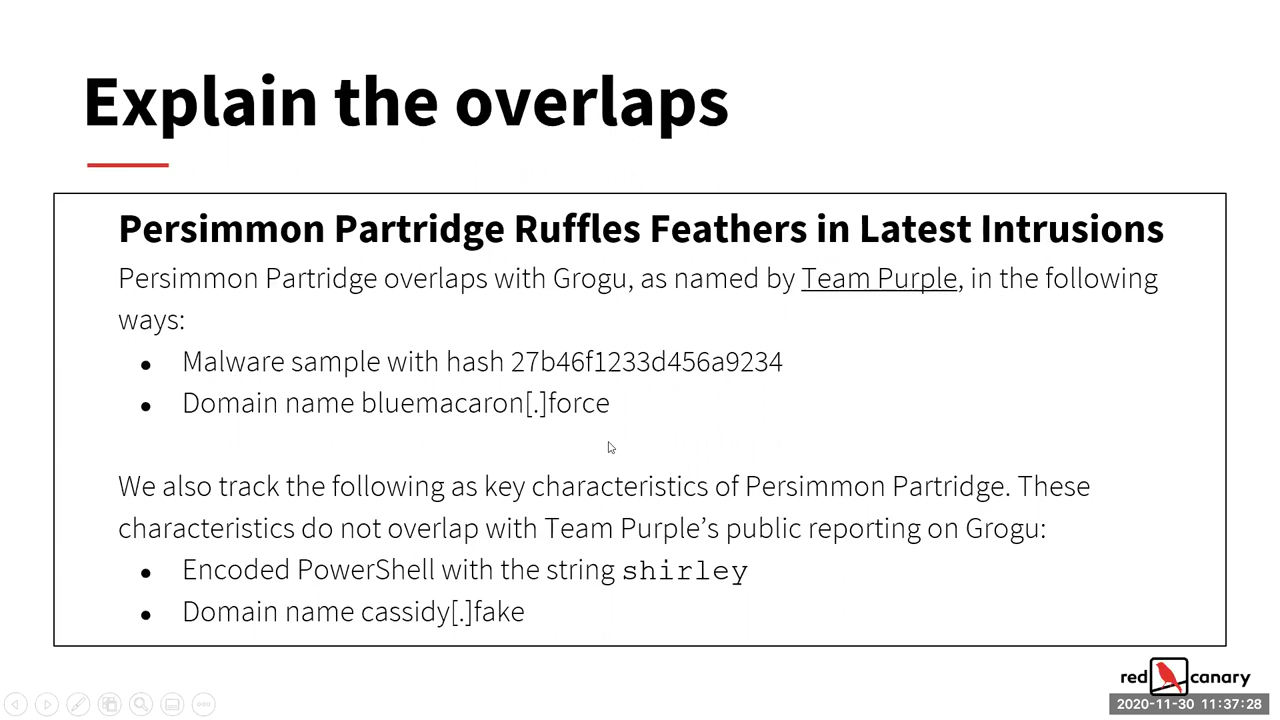 Explain the overlaps
Persimmon Partridge Ruffles Feathers in Latest Intrusions
Persimmon Partridge overlaps with Grogu, as named by Team Purple, in the following
ways:
● Malware sample with hash 27b46f1233d456a9234
● Domain name bluemacaron[.]force
We also track the following as key characteristics of Persimmon Partridge. These
characteristics do not overlap with Team Purple’s public reporting on Grogu:
● Encoded PowerShell with the string shirley
● Domain name cassidy[.]fake
red canary
2020-11-30 11:37:28